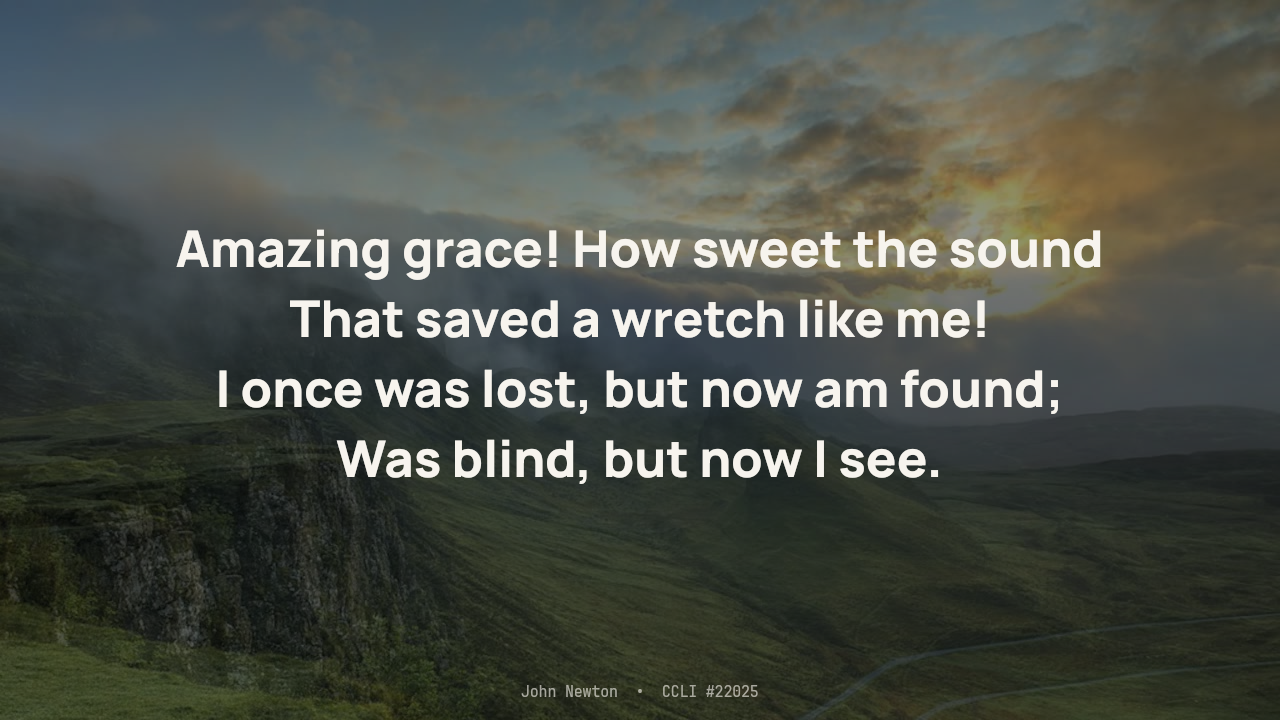 Amazing grace! How sweet the sound
That saved a wretch like me!
I once was lost, but now am found;
Was blind, but now I see.
John Newton • CCLI #22025